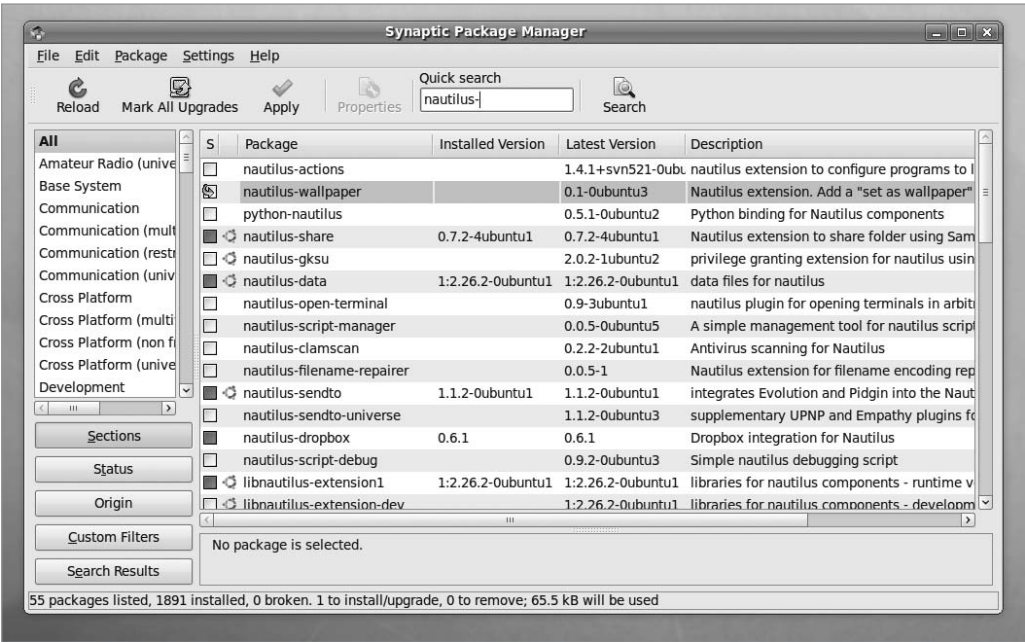 Synaptic Package Manager
File Edit Package Settings Help
Reload Mark All Upgrades Apply Properties Quick search nautilus- Search
All
Amateur Radio (unive
Base System
Communication
Communication (mult
Communication (restr
Communication (univ
Cross Platform
Cross Platform (multi
Cross Platform (non f
Cross Platform (unive
Development
Sections
Status
Origin
Custom Filters
Search Results
S Package Installed Version Latest Version Description
nautilus-actions 1.4.1+svn521-0ubu nautilus extension to configure programs to l
nautilus-wallpaper 0.1-0ubuntu3 Nautilus extension. Add a "set as wallpaper"
python-nautilus 0.5.1-0ubuntu2 Python binding for Nautilus components
nautilus-share 0.7.2-4ubuntu1 0.7.2-4ubuntu1 Nautilus extension to share folder using Sam
nautilus-gksu 2.0.2-1ubuntu2 privilege granting extension for nautilus usin
nautilus-data 1:2.26.2-0ubuntu1 1:2.26.2-0ubuntu1 data files for nautilus
nautilus-open-terminal 0.9-3ubuntu1 nautilus plugin for opening terminals in arbit
nautilus-script-manager 0.0.5-0ubuntu5 A simple management tool for nautilus script
nautilus-clamscan 0.2.2-2ubuntu1 Antivirus scanning for Nautilus
nautilus-filename-repairer 0.0.5-1 Nautilus extension for filename encoding rep
nautilus-sendto 1.1.2-0ubuntu1 1.1.2-0ubuntu1 integrates Evolution and Pidgin into the Naut
nautilus-sendto-universe 1.1.2-0ubuntu3 supplementary UPNP and Empathy plugins fo
nautilus-dropbox 0.6.1 0.6.1 Dropbox integration for Nautilus
nautilus-script-debug 0.9.2-0ubuntu3 Simple nautilus debugging script
libnautilus-extension1 1:2.26.2-0ubuntu1 1:2.26.2-0ubuntu1 libraries for nautilus components - runtime v
libnautilus-extension-dev 1:2.26.2-0ubuntu1 libraries for nautilus components - developm
No package is selected.
55 packages listed, 1891 installed, 0 broken. 1 to install/upgrade, 0 to remove; 65.5 kB will be used